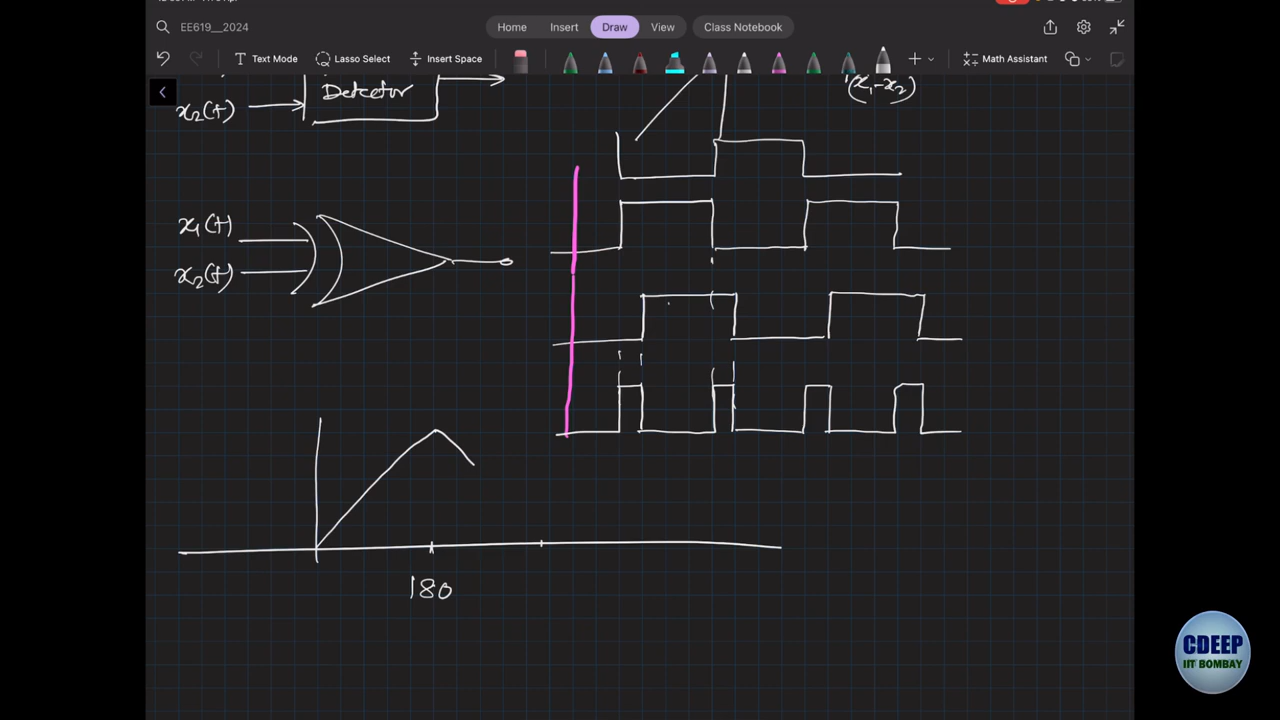 EE619__2024
Home Insert Draw View Class Notebook
Text Mode Lasso Select Insert Space Math Assistant
x₂(t) Detector
(x₁-x₂)
x₁(t)
x₂(t)
180
CDEEP
IIT BOMBAY